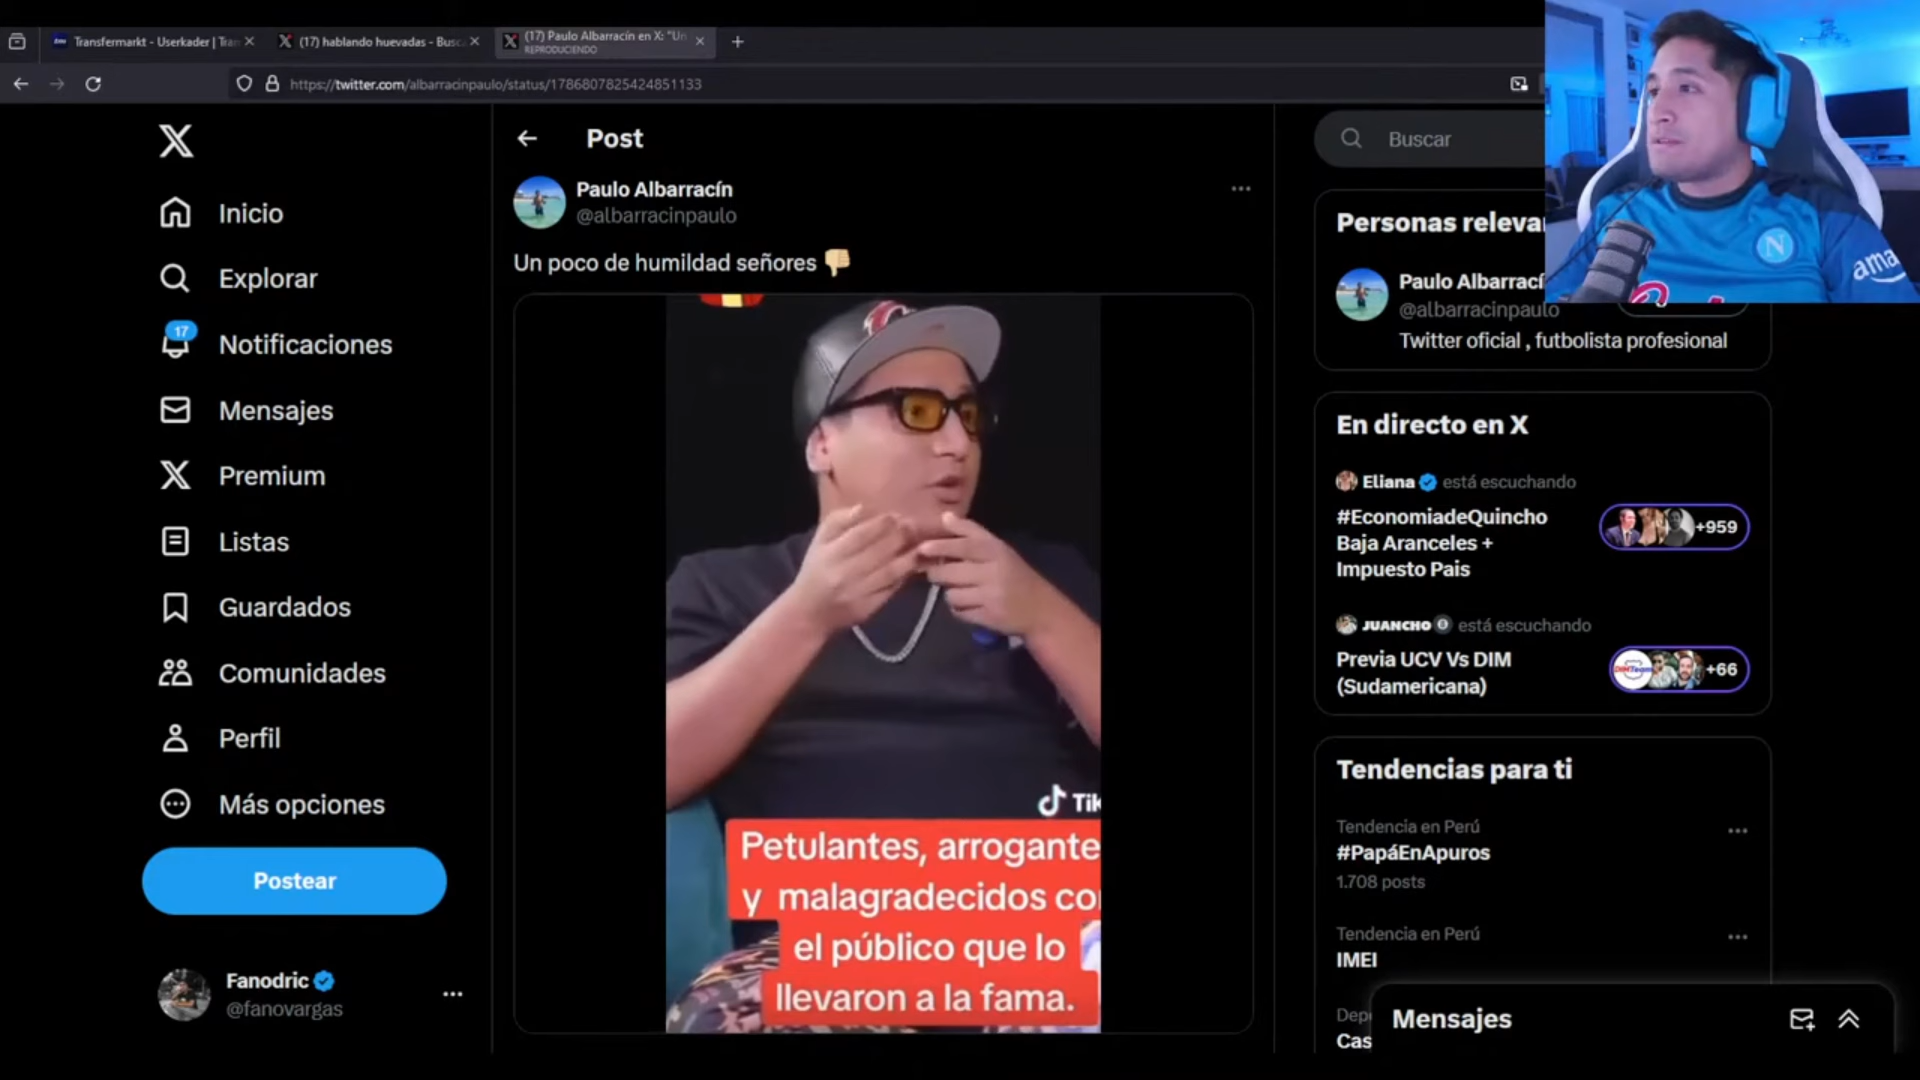 Transfermarkt - Userkader | Tran
(17) hablando huevadas - Busc
(17) Paulo Albarracín en X: "Un
REPRODUCIENDO
https://twitter.com/albarracinpaulo/status/1786807825424851133
Inicio
Explorar
17
Notificaciones
Mensajes
Premium
Listas
Guardados
Comunidades
Perfil
Más opciones
Postear
Fanodric
@fanovargas
Post
Paulo Albarracín
@albarracinpaulo
Un poco de humildad señores
Tik
Petulantes, arrogante
y malagradecidos co
el público que lo
llevaron a la fama.
Buscar
Personas releva
Paulo Albarrací
@albarracinpaulo
Twitter oficial , futbolista profesional
En directo en X
Eliana está escuchando
#EconomiadeQuincho
Baja Aranceles +
Impuesto Pais
+959
JUANCHO está escuchando
Previa UCV Vs DIM
(Sudamericana)
+66
Tendencias para ti
Tendencia en Perú
#PapáEnApuros
1.708 posts
Tendencia en Perú
IMEI
Dep
Cas
Mensajes
N
ama